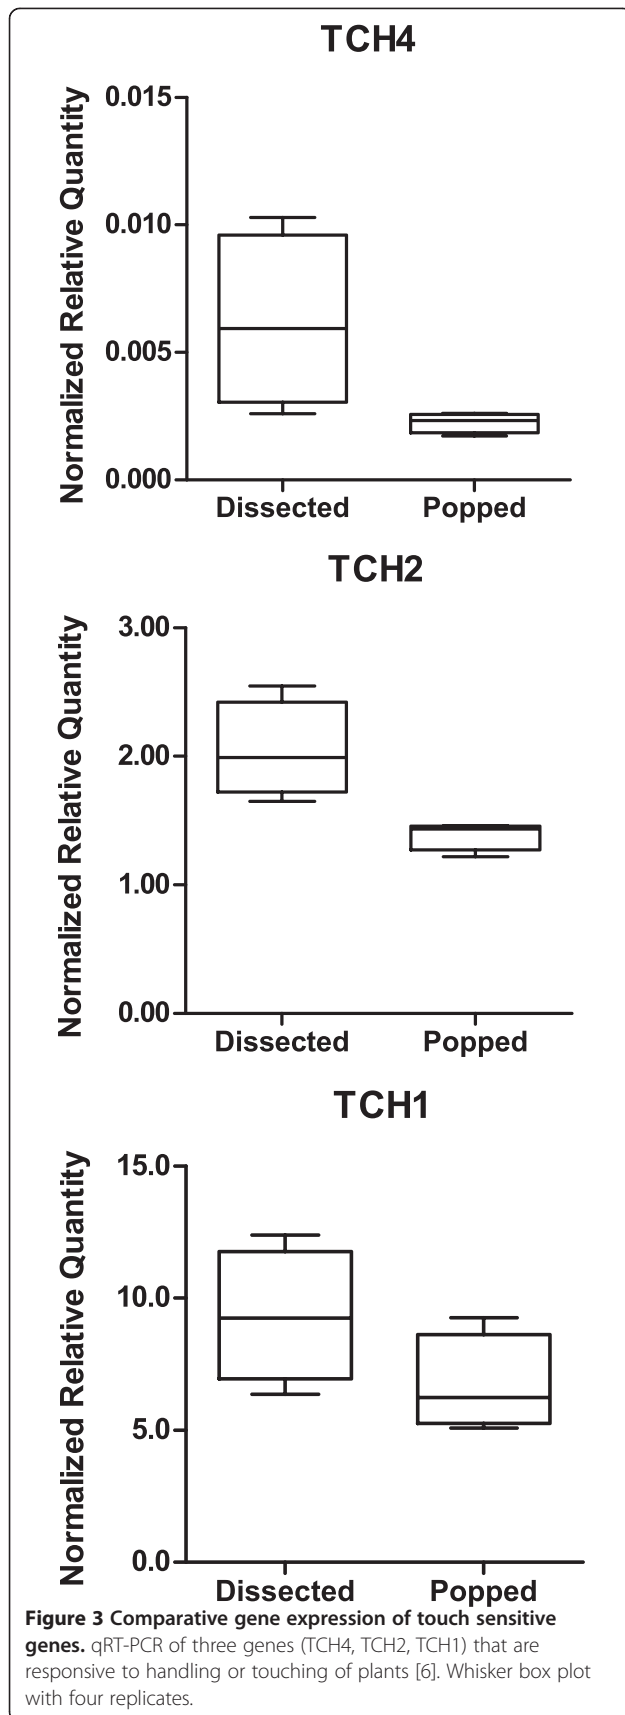 TCH4
Normalized Relative Quantity
0.015
0.010
0.005
0.000
Dissected Popped
TCH2
Normalized Relative Quantity
3.00
2.00
1.00
0.00
Dissected Popped
TCH1
Normalized Relative Quantity
15.0
10.0
5.0
0.0
Dissected Popped
Figure 3 Comparative gene expression of touch sensitive
genes. qRT-PCR of three genes (TCH4, TCH2, TCH1) that are
responsive to handling or touching of plants [6]. Whisker box plot
with four replicates.